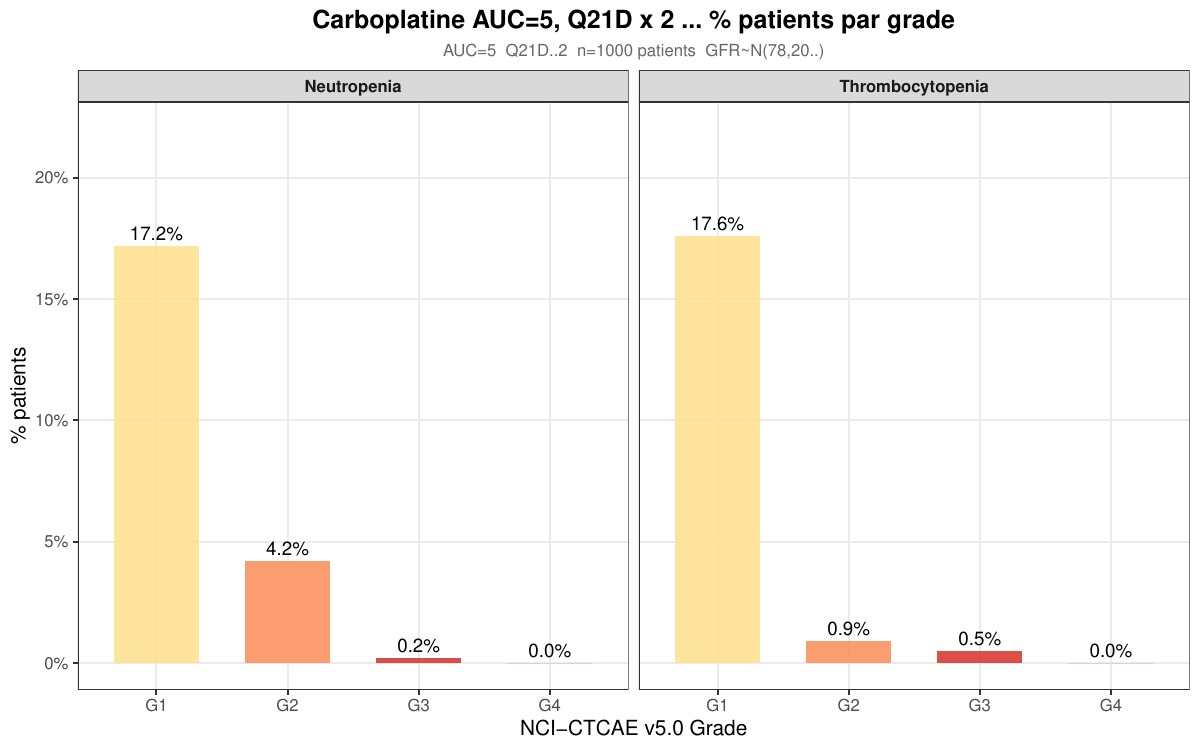 Carboplatine AUC=5, Q21D x 2 ... % patients par grade
AUC=5  Q21D..2  n=1000 patients  GFR~N(78,20..)
Neutropenia
Thrombocytopenia
% patients
20%
15%
10%
5%
0%
17.2%
4.2%
0.2%
0.0%
17.6%
0.9%
0.5%
0.0%
G1 G2 G3 G4
G1 G2 G3 G4
NCI−CTCAE v5.0 Grade